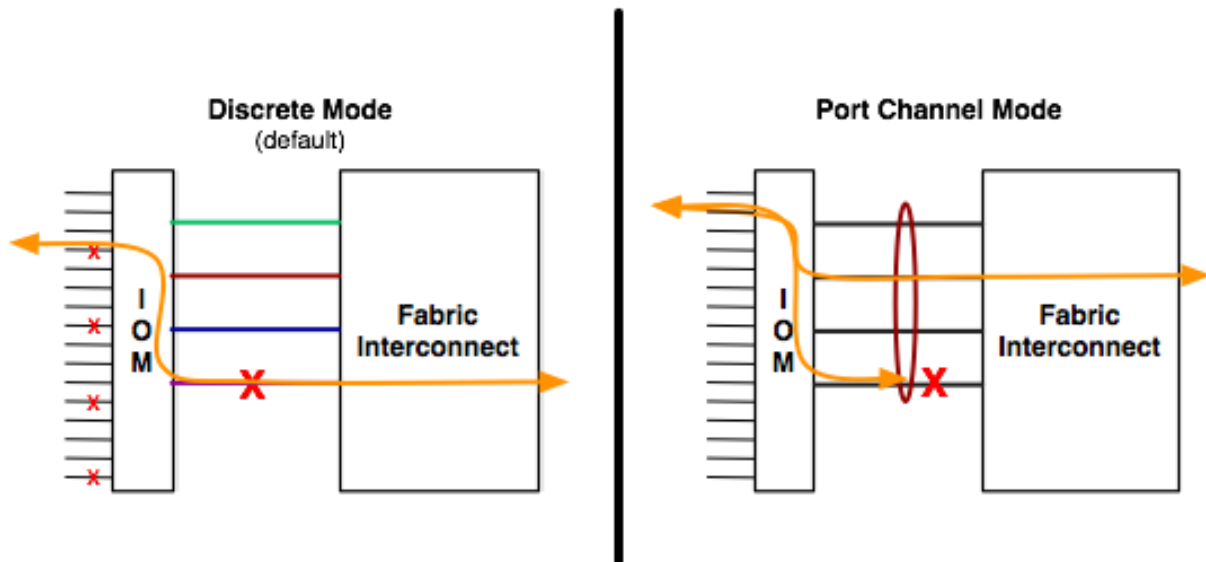 Discrete Mode
(default)
I
O
M
Fabric
Interconnect
x
x
x
x
X
Port Channel Mode
I
O
M
Fabric
Interconnect
X